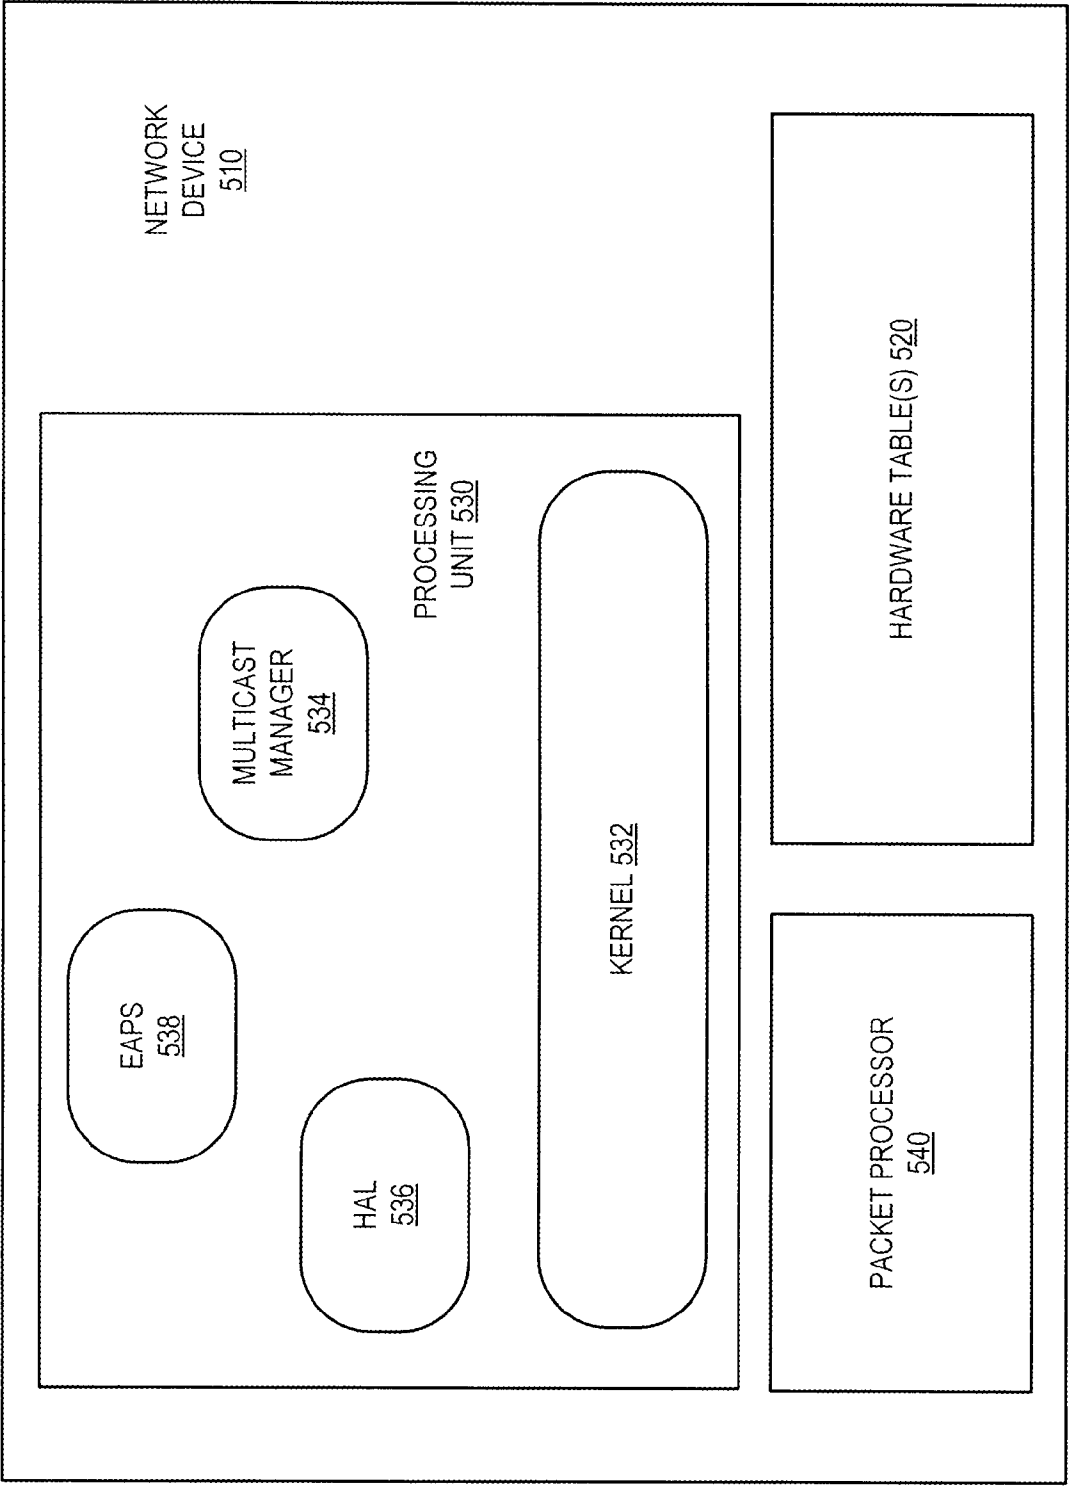 NETWORK
DEVICE
510
EAPS
538
MULTICAST
MANAGER
534
HAL
536
PROCESSING
UNIT 530
KERNEL 532
PACKET PROCESSOR
540
HARDWARE TABLE(S) 520